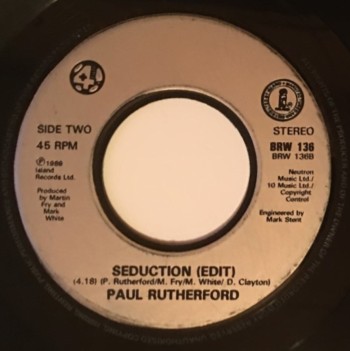 SIDE TWO
45 RPM
℗ 1988
Island
Records Ltd.
Produced by
Martin
Fry and
Mark
White
STEREO
BRW 136
BRW 136B
Neutron
Music Ltd./
10 Music Ltd./
Copyright
Control
Engineered by
Mark Stent
SEDUCTION (EDIT)
(4.18) (P. Rutherford/M. Fry/M. White/ D. Clayton)
PAUL RUTHERFORD